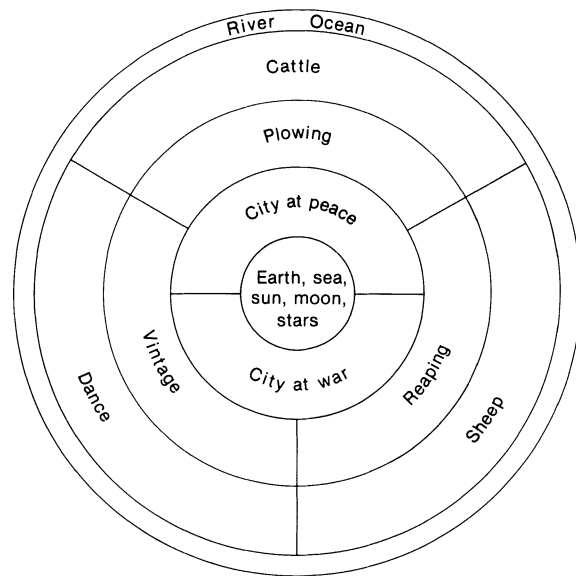 River Ocean
Cattle
Plowing
City at peace
Earth, sea,
sun, moon,
stars
City at war
Vintage
Reaping
Dance
Sheep